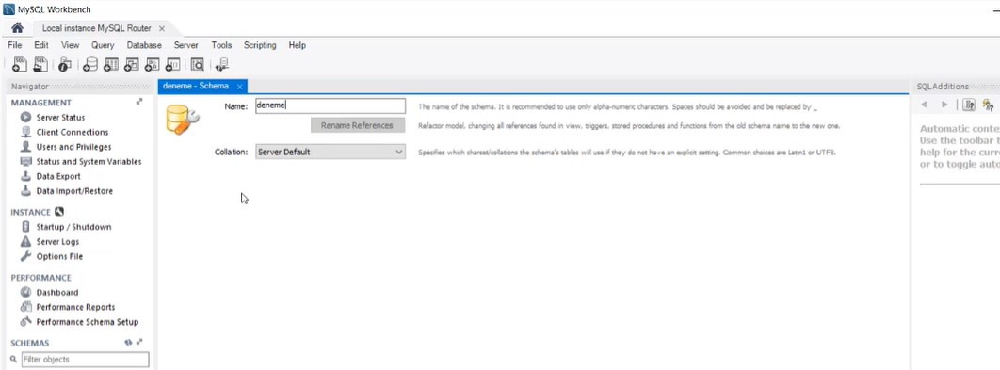 MySQL Workbench
Local instance MySQL Router
File Edit View Query Database Server Tools Scripting Help
Navigator
MANAGEMENT
Server Status
Client Connections
Users and Privileges
Status and System Variables
Data Export
Data Import/Restore
INSTANCE
Startup / Shutdown
Server Logs
Options File
PERFORMANCE
Dashboard
Performance Reports
Performance Schema Setup
SCHEMAS
Filter objects
deneme - Schema
Name: deneme The name of the schema. It is recommended to use only alpha-numeric characters. Spaces should be avoided and be replaced by _
Rename References Refactor model, changing all references found in view, triggers, stored procedures and functions from the old schema name to the new one.
Collation: Server Default Specifies which charset/collations the schema's tables will use if they do not have an explicit setting. Common choices are Latin1 or UTF8.
SQLAdditions
Automatic conte
Use the toolbar t
help for the curr
or to toggle auto